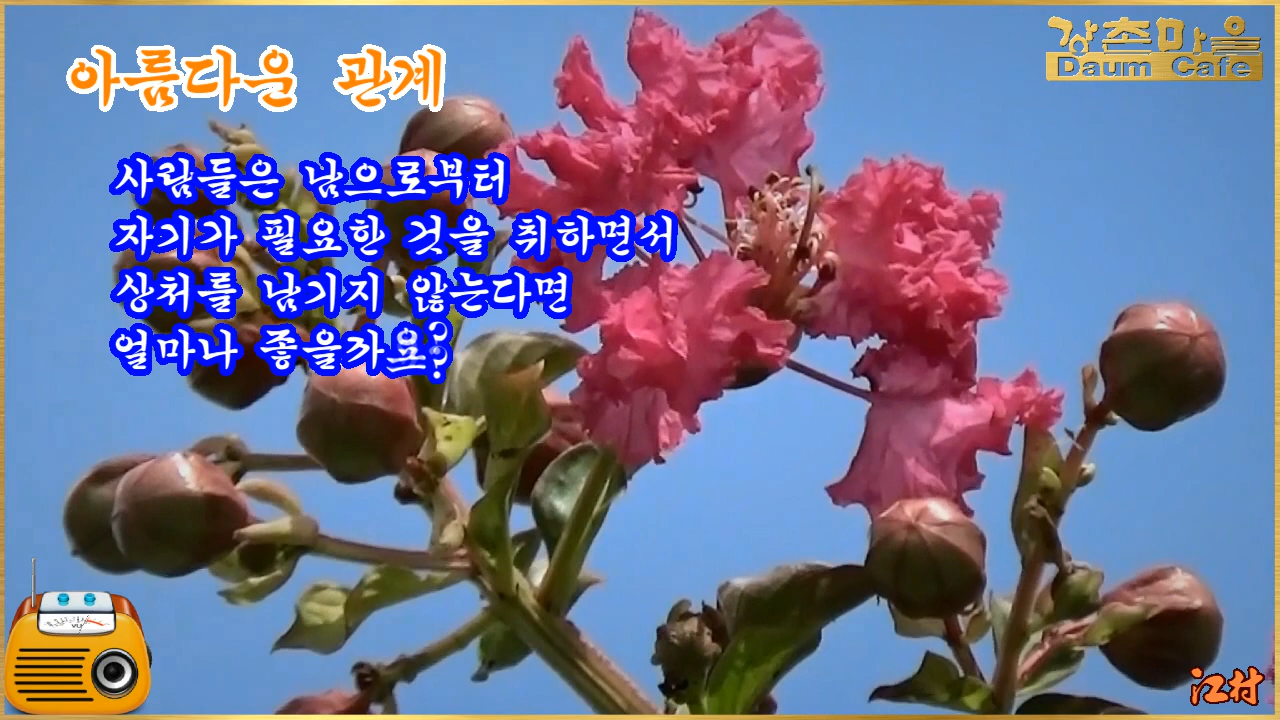 아름다운 관계
강촌마을
Daum Cafe
사람들은 남으로부터
자기가 필요한 것을 취하면서
상처를 남기지 않는다면
얼마나 좋을까요?
江村